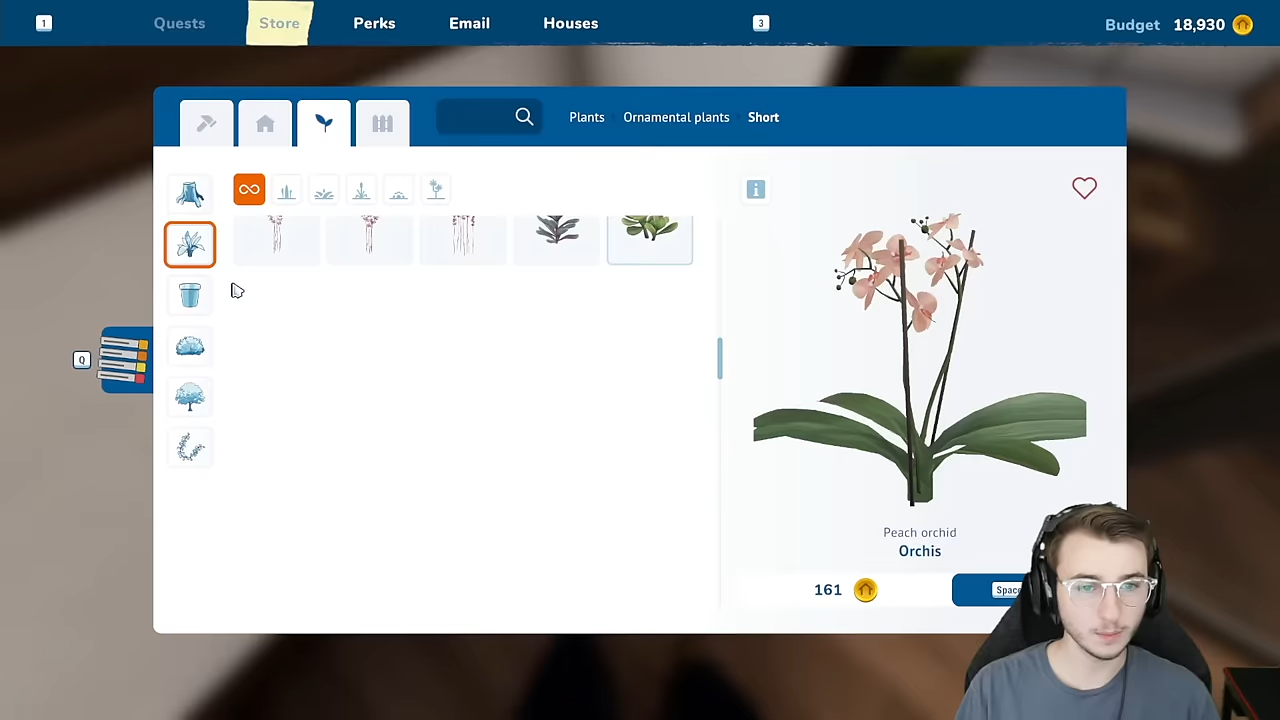 1 Quests Store Perks Email Houses 3 Budget 18,930
Plants Ornamental plants Short
Q
Peach orchid
Orchis
161
Space